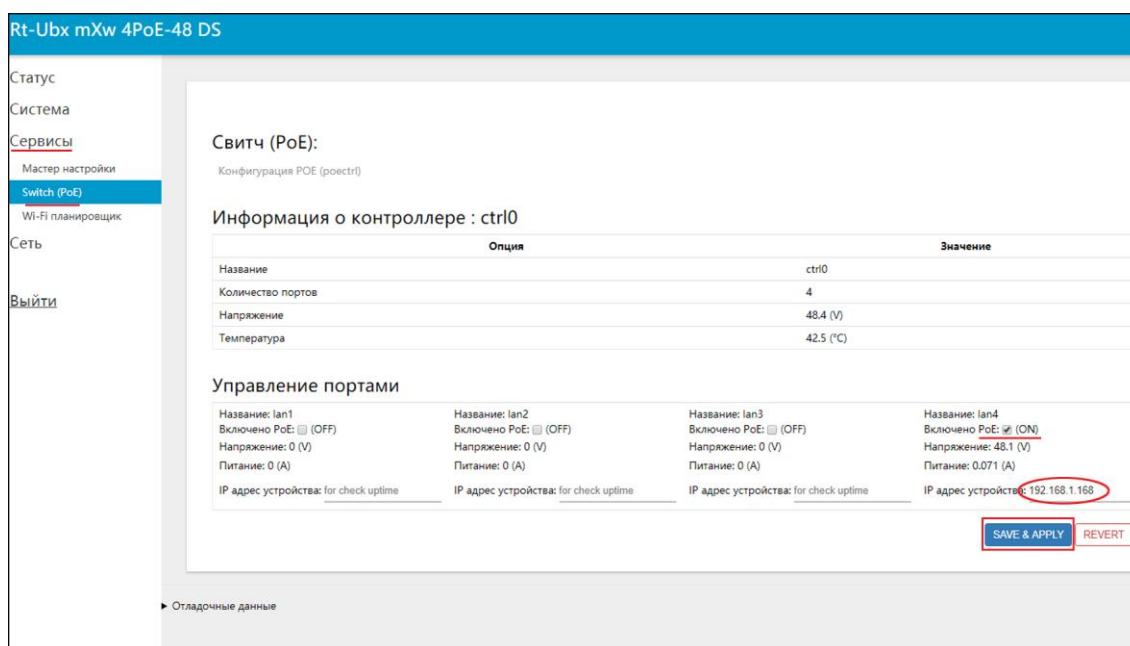 Rt-Ubx mXw 4PoE-48 DS
Статус
Система
Сервисы
Мастер настройки
Switch (PoE)
Wi-Fi планировщик
Сеть
Выйти
Свитч (PoE):
Конфигурация POE (poectrl)
Информация о контроллере : ctrl0
Опция Значение
Название ctrl0
Количество портов 4
Напряжение 48.4 (V)
Температура 42.5 (°C)
Управление портами
Название: lan1 Название: lan2 Название: lan3 Название: lan4
Включено PoE: (OFF) Включено PoE: (OFF) Включено PoE: (OFF) Включено PoE: (ON)
Напряжение: 0 (V) Напряжение: 0 (V) Напряжение: 0 (V) Напряжение: 48.1 (V)
Питание: 0 (A) Питание: 0 (A) Питание: 0 (A) Питание: 0.071 (A)
IP адрес устройства: for check uptime IP адрес устройства: for check uptime IP адрес устройства: for check uptime IP адрес устройства: 192.168.1.168
SAVE & APPLY REVERT
Отладочные данные